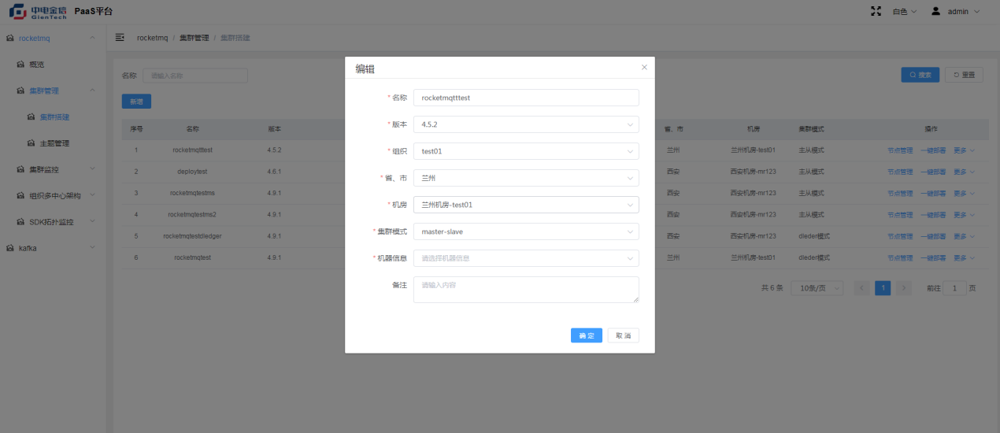 中电金信 GienTech PaaS平台 白色 admin
rocketmq
概览
集群管理
集群搭建
主题管理
集群监控
组织多中心架构
SDK拓扑监控
kafka
rocketmq / 集群管理 / 集群搭建
名称 请输入名称 搜索 重置
新增
序号 名称 版本 省、市 机房 集群模式 操作
1 rocketmqtttest 4.5.2 兰州 兰州机房-test01 主从模式 节点管理 一键部署 更多
2 deploytest 4.6.1 西安 西安机房-mr123 主从模式 节点管理 一键部署 更多
3 rocketmqtestms 4.9.1 西安 西安机房-mr123 主从模式 节点管理 一键部署 更多
4 rocketmqtestms2 4.9.1 西安 西安机房-mr123 主从模式 节点管理 一键部署 更多
5 rocketmqtestdledger 4.9.1 西安 西安机房-mr123 dleder模式 节点管理 一键部署 更多
6 rocketmqtest 4.9.1 兰州 兰州机房-test01 dleder模式 节点管理 一键部署 更多
共 6 条 10条/页 < 1 > 前往 1 页
编辑
* 名称 rocketmqtttest
* 版本 4.5.2
* 组织 test01
* 省、市 兰州
* 机房 兰州机房-test01
* 集群模式 master-slave
* 机器信息 请选择机器信息
备注 请输入内容
确 定 取 消